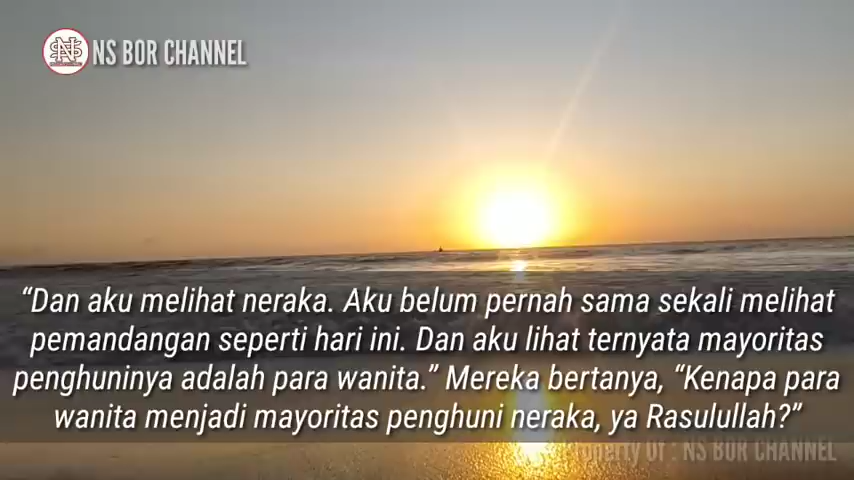 NS BOR CHANNEL
“Dan aku melihat neraka. Aku belum pernah sama sekali melihat
pemandangan seperti hari ini. Dan aku lihat ternyata mayoritas
penghuninya adalah para wanita.” Mereka bertanya, “Kenapa para
wanita menjadi mayoritas penghuni neraka, ya Rasulullah?”
Property Of : NS BOR CHANNEL